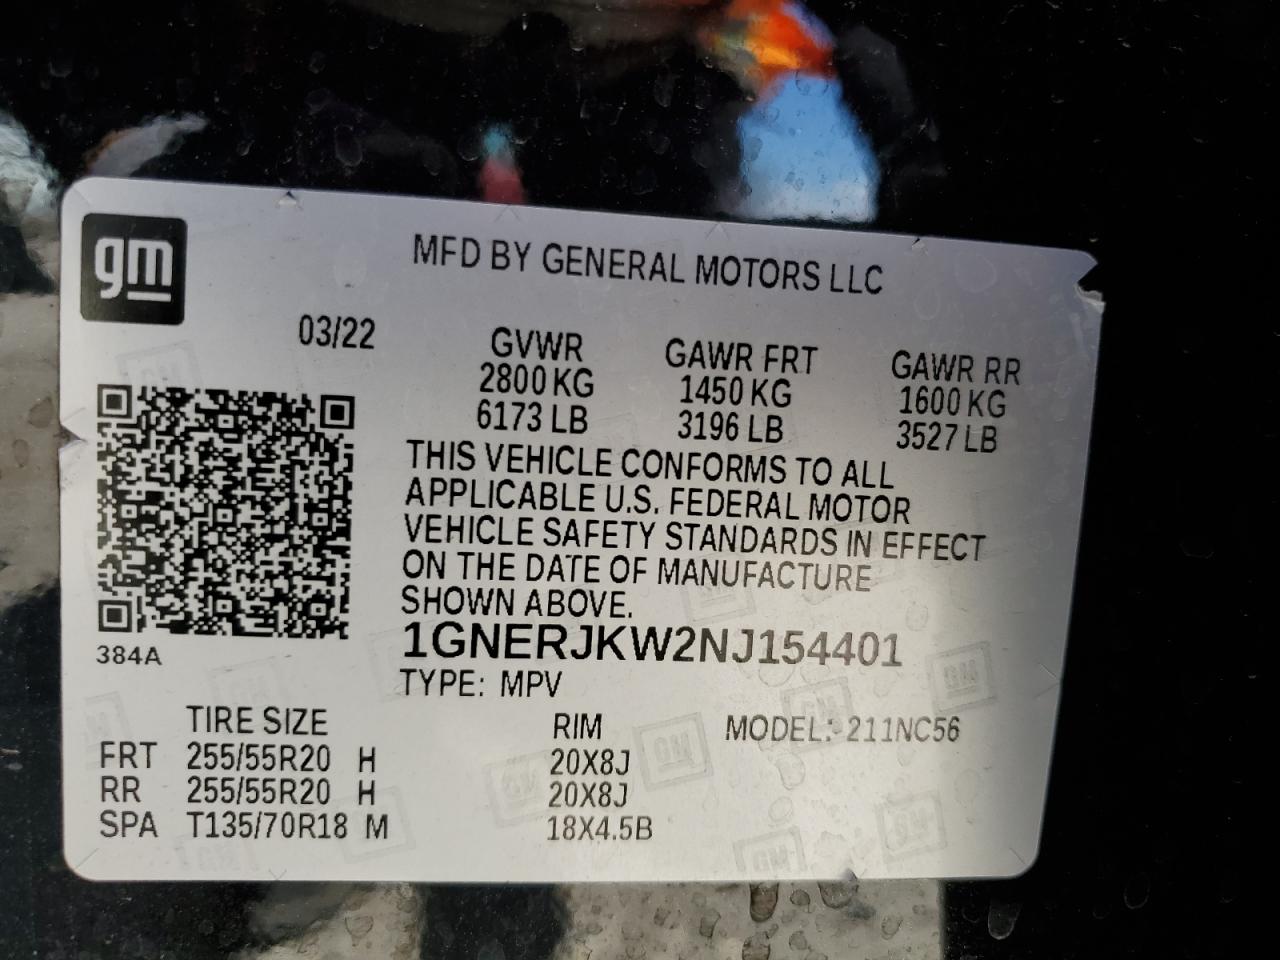 gm
MFD BY GENERAL MOTORS LLC
03/22
GVWR GAWR FRT GAWR RR
2800 KG 1450 KG 1600 KG
6173 LB 3196 LB 3527 LB
THIS VEHICLE CONFORMS TO ALL
APPLICABLE U.S. FEDERAL MOTOR
VEHICLE SAFETY STANDARDS IN EFFECT
ON THE DATE OF MANUFACTURE
SHOWN ABOVE.
1GNERJKW2NJ154401
384A
TYPE: MPV
TIRE SIZE RIM MODEL: 211NC56
FRT 255/55R20 H 20X8J
RR 255/55R20 H 20X8J
SPA T135/70R18 M 18X4.5B